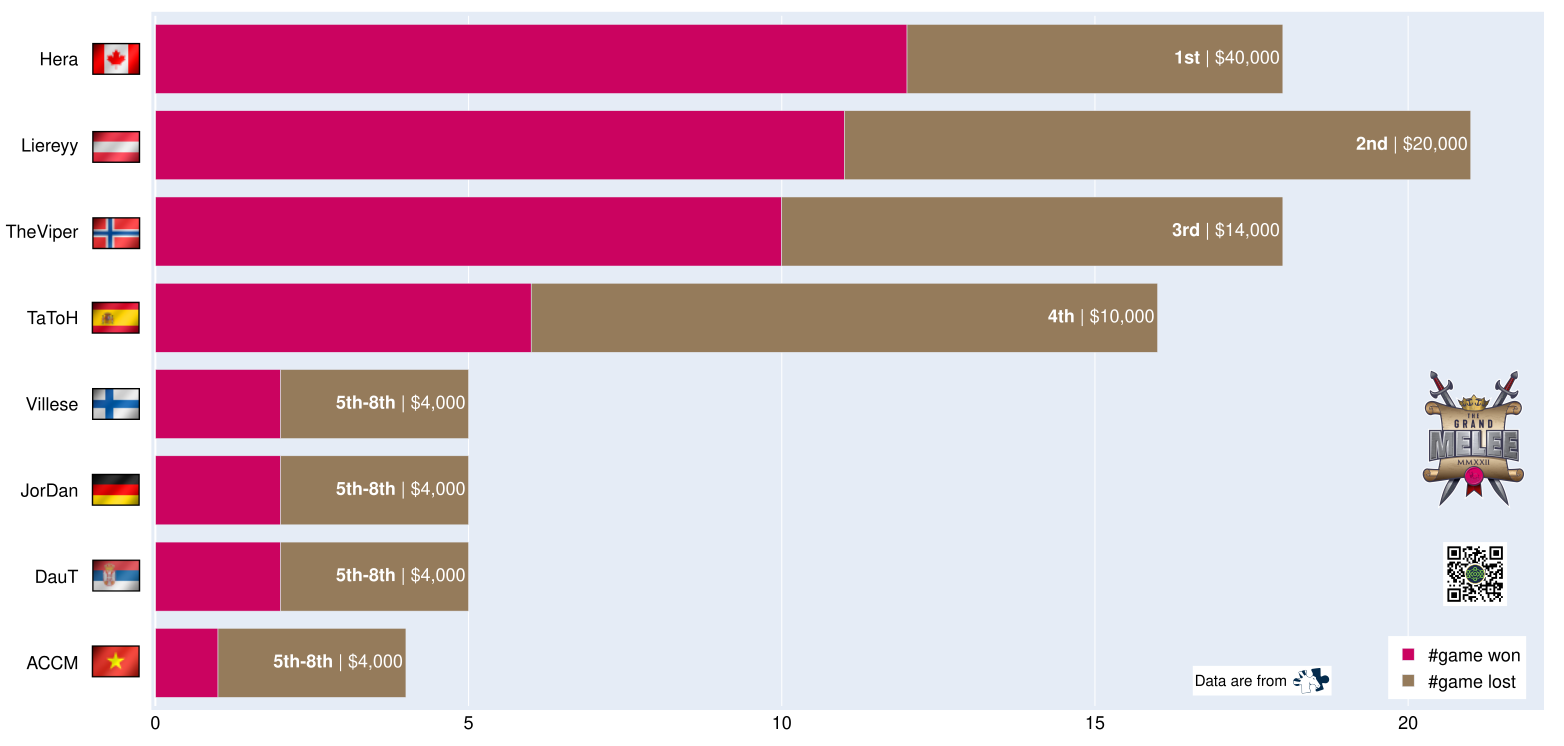 Hera
1st | $40,000
Liereyy
2nd | $20,000
TheViper
3rd | $14,000
TaToH
4th | $10,000
Villese
5th-8th | $4,000
JorDan
5th-8th | $4,000
DauT
5th-8th | $4,000
ACCM
5th-8th | $4,000
THE
GRAND
MELEE
MMXXII
#game won
#game lost
Data are from
0 5 10 15 20